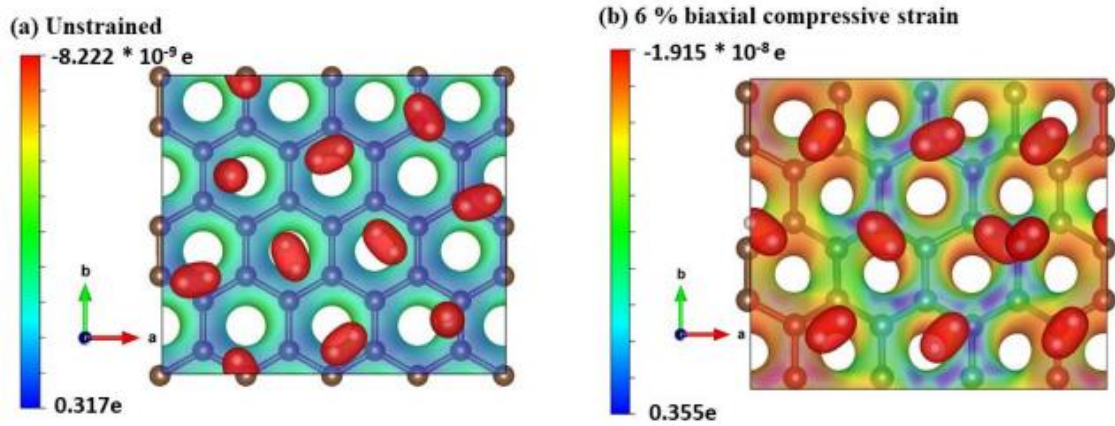 (a) Unstrained
-8.222 * 10⁻⁹ e
b
a
0.317e
(b) 6 % biaxial compressive strain
-1.915 * 10⁻⁸ e
b
a
0.355e